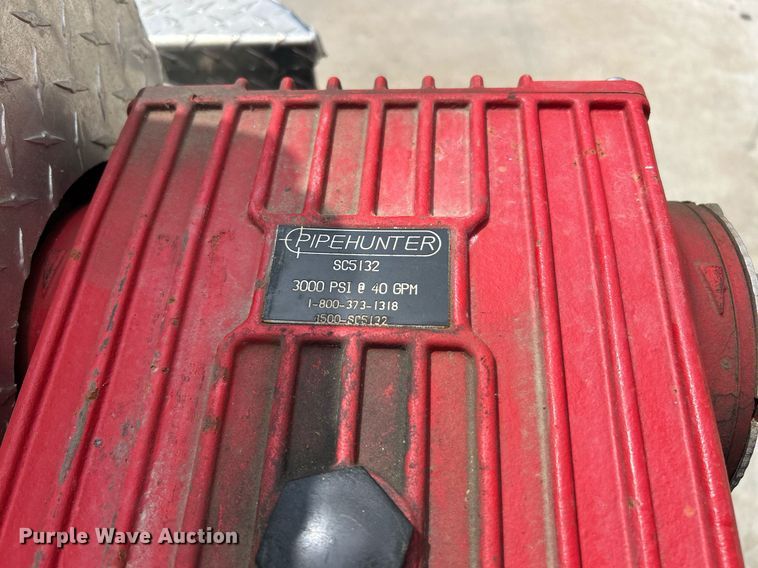 PIPEHUNTER
SC5132
3000 PSI @ 40 GPM
1-800-373-1318
1500-SC5132
Purple Wave Auction